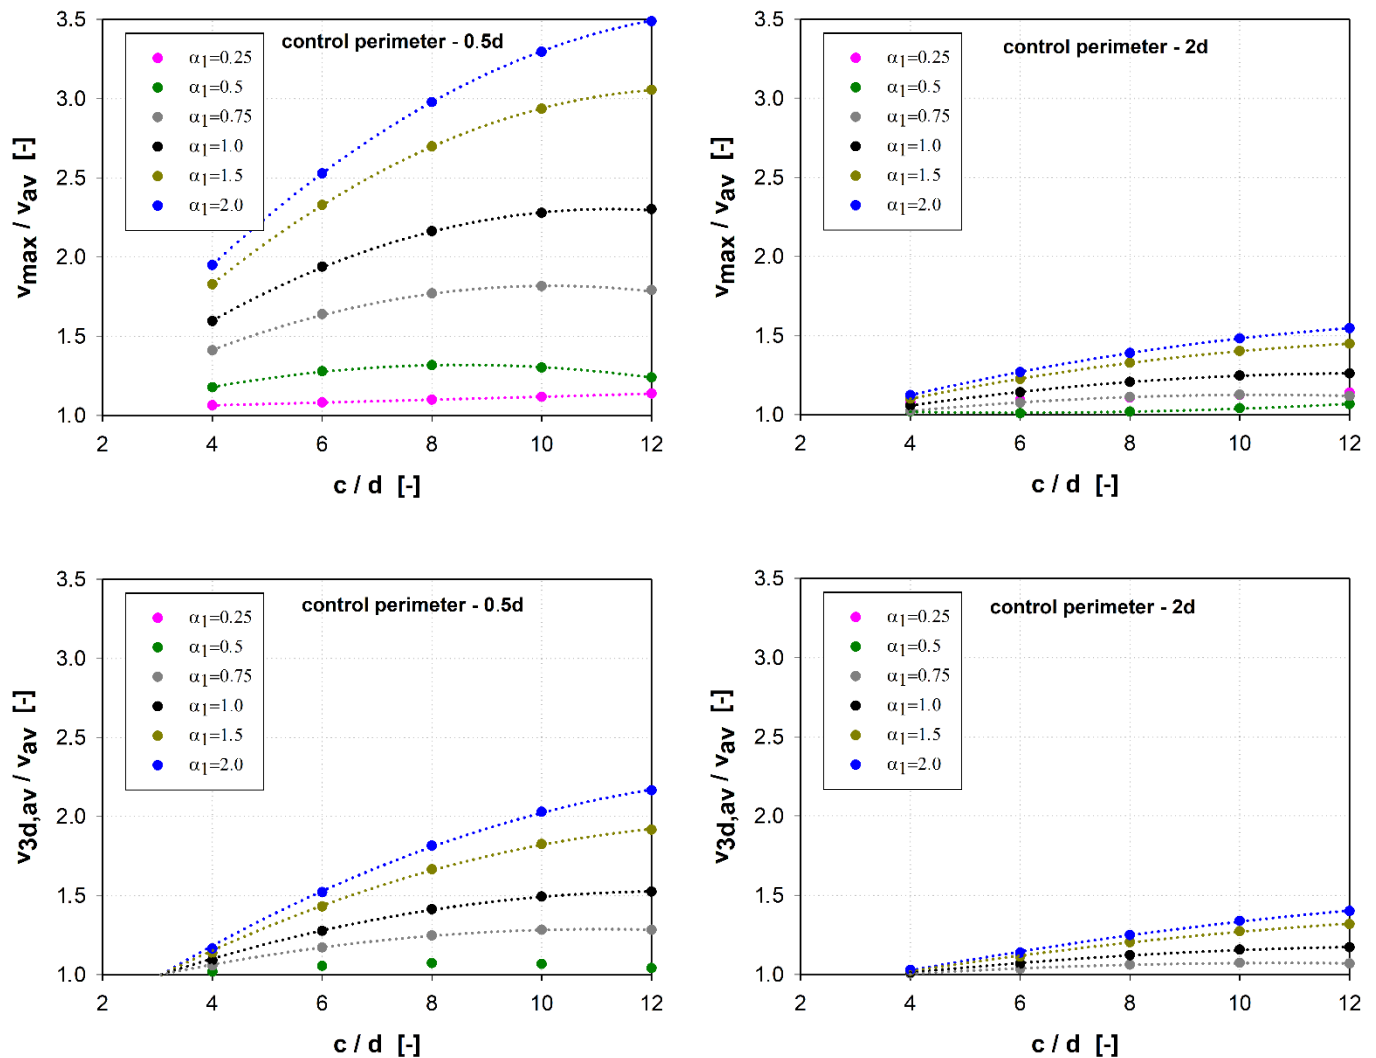 3.5
3.0
2.5
2.0
1.5
1.0
vmax / vav [-]
control perimeter - 0.5d
α1=0.25
α1=0.5
α1=0.75
α1=1.0
α1=1.5
α1=2.0
2 4 6 8 10 12
c / d [-]
3.5
3.0
2.5
2.0
1.5
1.0
vmax / vav [-]
control perimeter - 2d
α1=0.25
α1=0.5
α1=0.75
α1=1.0
α1=1.5
α1=2.0
2 4 6 8 10 12
c / d [-]
3.5
3.0
2.5
2.0
1.5
1.0
v3d,av / vav [-]
control perimeter - 0.5d
α1=0.25
α1=0.5
α1=0.75
α1=1.0
α1=1.5
α1=2.0
2 4 6 8 10 12
c / d [-]
3.5
3.0
2.5
2.0
1.5
1.0
v3d,av / vav [-]
control perimeter - 2d
α1=0.25
α1=0.5
α1=0.75
α1=1.0
α1=1.5
α1=2.0
2 4 6 8 10 12
c / d [-]